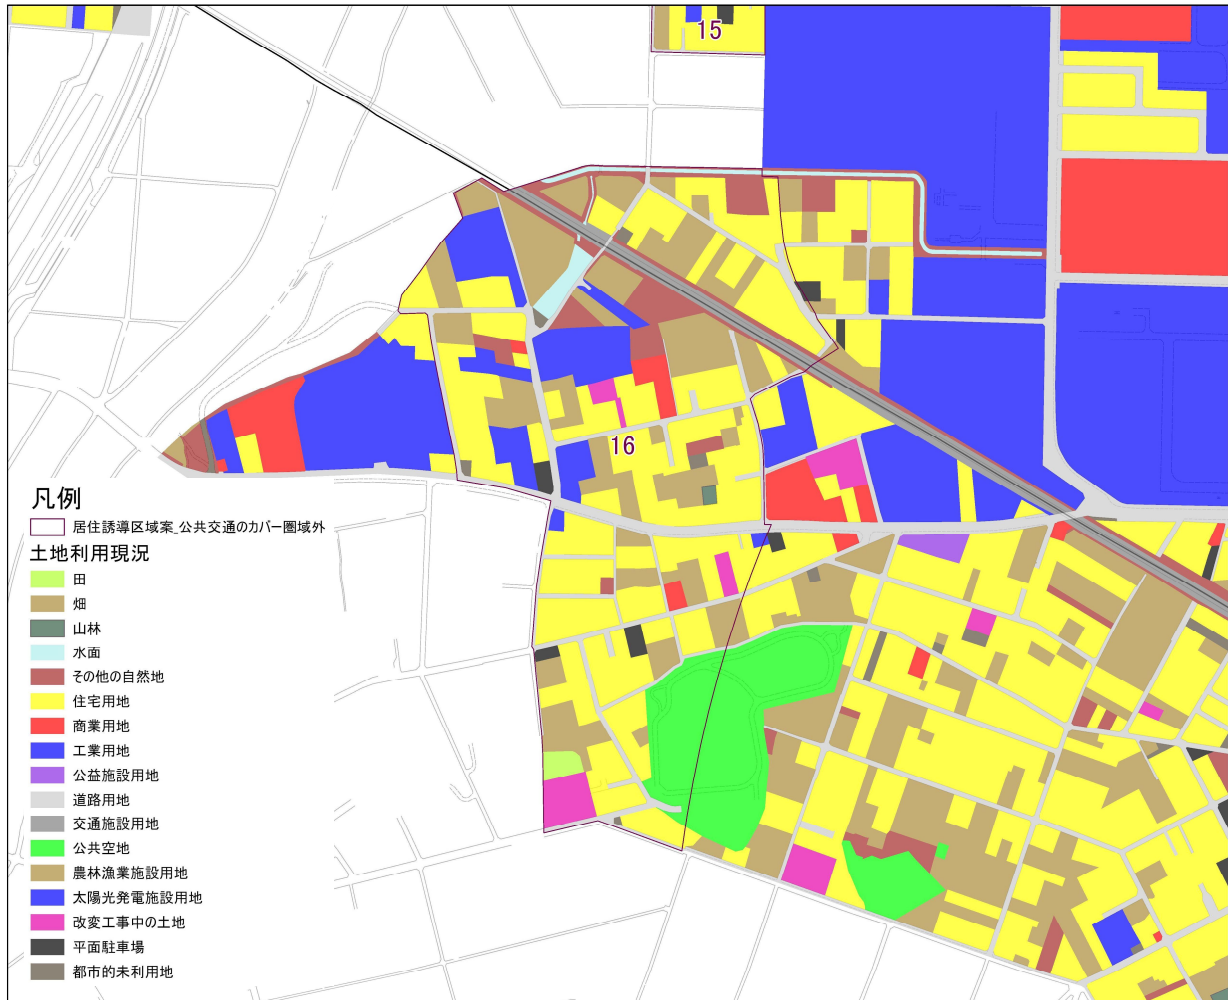 15
16
凡例
居住誘導区域案_公共交通のカバー圏域外
土地利用現況
田
畑
山林
水面
その他の自然地
住宅用地
商業用地
工業用地
公益施設用地
道路用地
交通施設用地
公共空地
農林漁業施設用地
太陽光発電施設用地
改変工事中の土地
平面駐車場
都市的未利用地